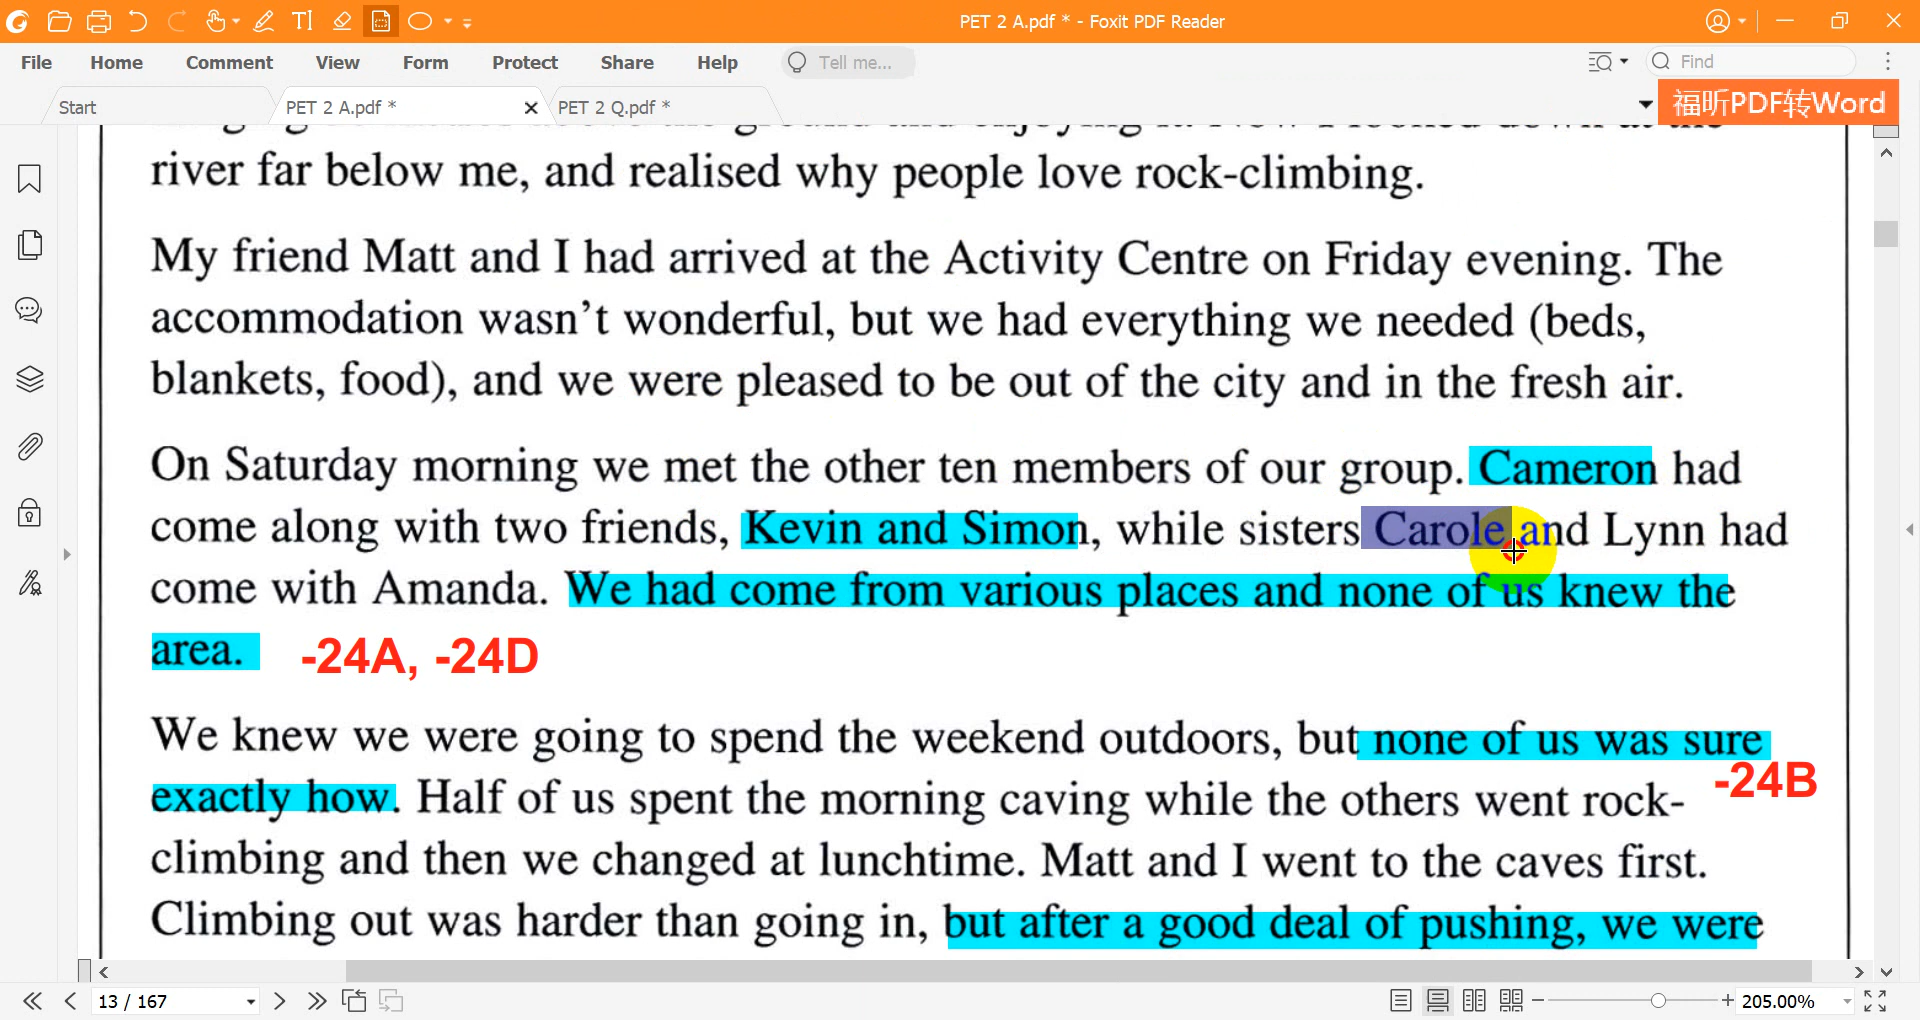 PET 2 A.pdf * - Foxit PDF Reader
File Home Comment View Form Protect Share Help Tell me... Find
Start PET 2 A.pdf * PET 2 Q.pdf * 福昕PDF转Word
river far below me, and realised why people love rock-climbing.
My friend Matt and I had arrived at the Activity Centre on Friday evening. The
accommodation wasn't wonderful, but we had everything we needed (beds,
blankets, food), and we were pleased to be out of the city and in the fresh air.
On Saturday morning we met the other ten members of our group. Cameron had
come along with two friends, Kevin and Simon, while sisters Carole and Lynn had
come with Amanda. We had come from various places and none of us knew the
area. -24A, -24D
We knew we were going to spend the weekend outdoors, but none of us was sure
-24B
exactly how. Half of us spent the morning caving while the others went rock-
climbing and then we changed at lunchtime. Matt and I went to the caves first.
Climbing out was harder than going in, but after a good deal of pushing, we were
13 / 167 205.00%